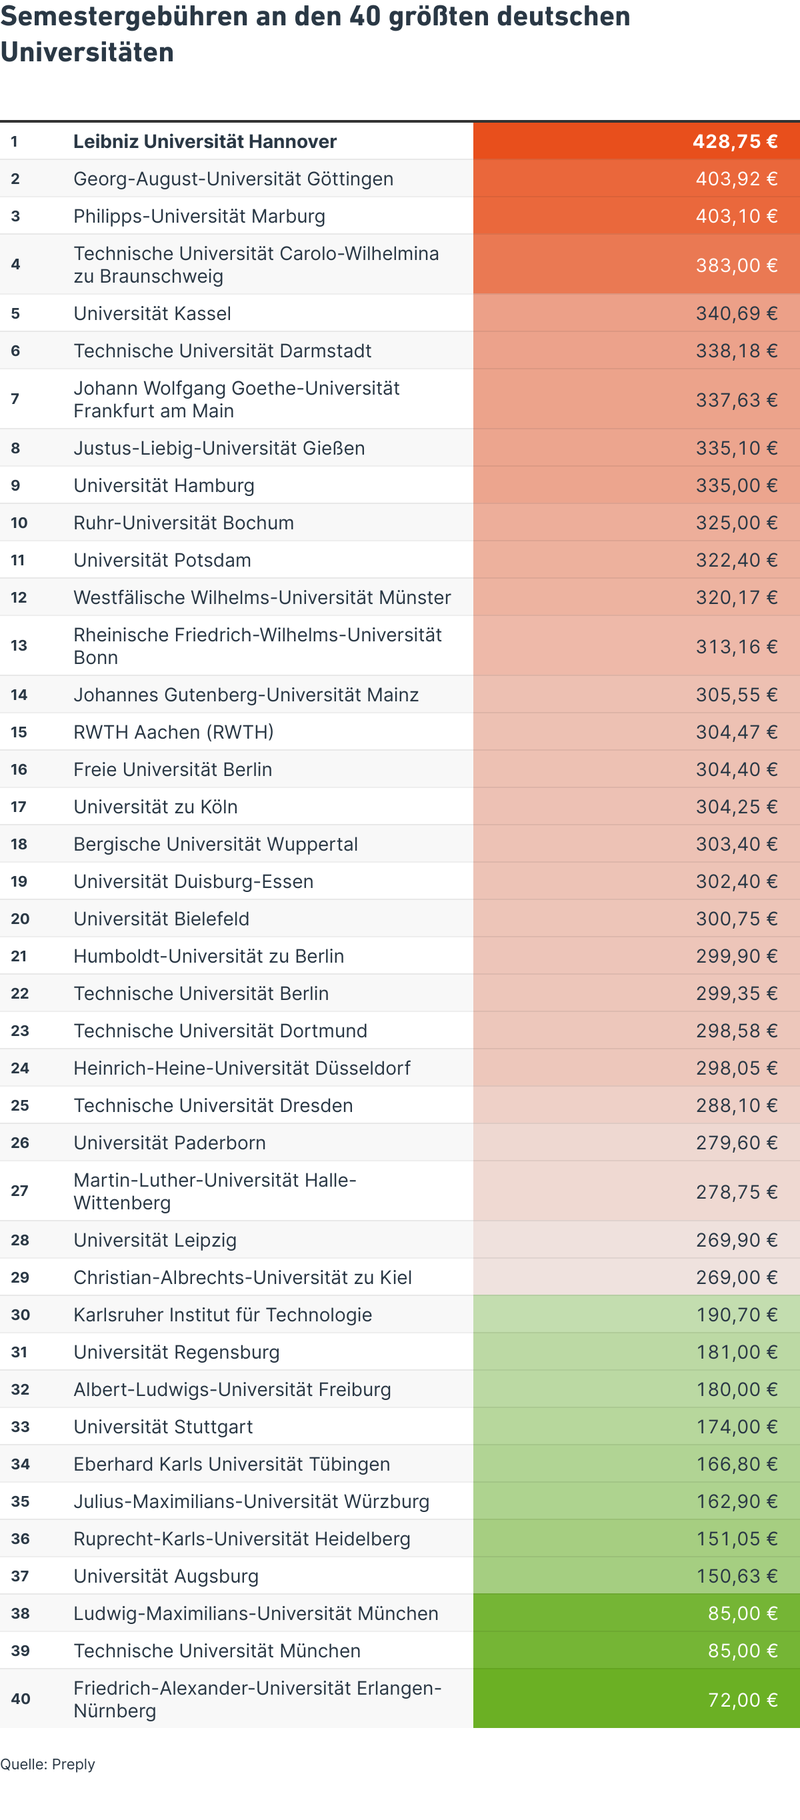 Semestergebühren an den 40 größten deutschen
Universitäten
1 Leibniz Universität Hannover 428,75 €
2 Georg-August-Universität Göttingen 403,92 €
3 Philipps-Universität Marburg 403,10 €
4 Technische Universität Carolo-Wilhelmina
zu Braunschweig 383,00 €
5 Universität Kassel 340,69 €
6 Technische Universität Darmstadt 338,18 €
7 Johann Wolfgang Goethe-Universität
Frankfurt am Main 337,63 €
8 Justus-Liebig-Universität Gießen 335,10 €
9 Universität Hamburg 335,00 €
10 Ruhr-Universität Bochum 325,00 €
11 Universität Potsdam 322,40 €
12 Westfälische Wilhelms-Universität Münster 320,17 €
13 Rheinische Friedrich-Wilhelms-Universität
Bonn 313,16 €
14 Johannes Gutenberg-Universität Mainz 305,55 €
15 RWTH Aachen (RWTH) 304,47 €
16 Freie Universität Berlin 304,40 €
17 Universität zu Köln 304,25 €
18 Bergische Universität Wuppertal 303,40 €
19 Universität Duisburg-Essen 302,40 €
20 Universität Bielefeld 300,75 €
21 Humboldt-Universität zu Berlin 299,90 €
22 Technische Universität Berlin 299,35 €
23 Technische Universität Dortmund 298,58 €
24 Heinrich-Heine-Universität Düsseldorf 298,05 €
25 Technische Universität Dresden 288,10 €
26 Universität Paderborn 279,60 €
27 Martin-Luther-Universität Halle-
Wittenberg 278,75 €
28 Universität Leipzig 269,90 €
29 Christian-Albrechts-Universität zu Kiel 269,00 €
30 Karlsruher Institut für Technologie 190,70 €
31 Universität Regensburg 181,00 €
32 Albert-Ludwigs-Universität Freiburg 180,00 €
33 Universität Stuttgart 174,00 €
34 Eberhard Karls Universität Tübingen 166,80 €
35 Julius-Maximilians-Universität Würzburg 162,90 €
36 Ruprecht-Karls-Universität Heidelberg 151,05 €
37 Universität Augsburg 150,63 €
38 Ludwig-Maximilians-Universität München 85,00 €
39 Technische Universität München 85,00 €
40 Friedrich-Alexander-Universität Erlangen-
Nürnberg 72,00 €
Quelle: Preply